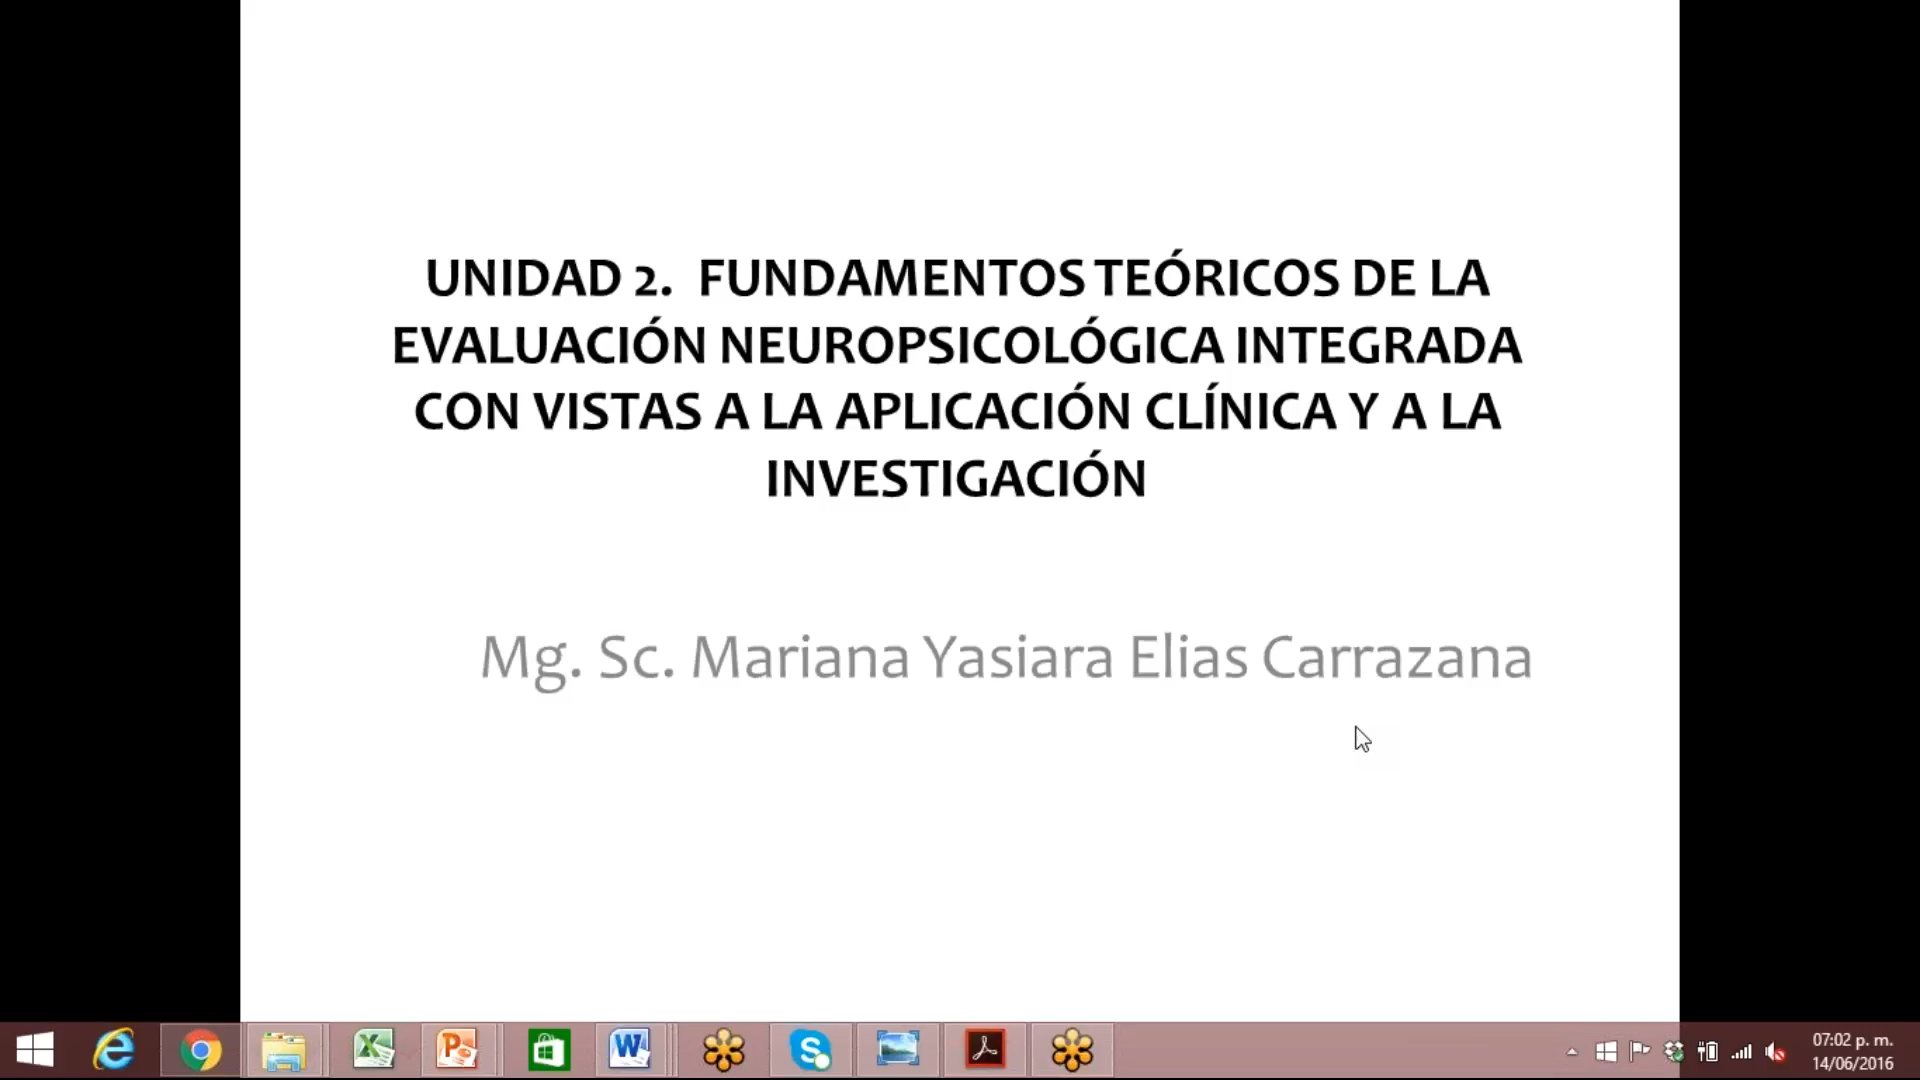 UNIDAD 2. FUNDAMENTOS TEÓRICOS DE LA
EVALUACIÓN NEUROPSICOLÓGICA INTEGRADA
CON VISTAS A LA APLICACIÓN CLÍNICA Y A LA
INVESTIGACIÓN
Mg. Sc. Mariana Yasiara Elias Carrazana
07:02 p. m.
14/06/2016